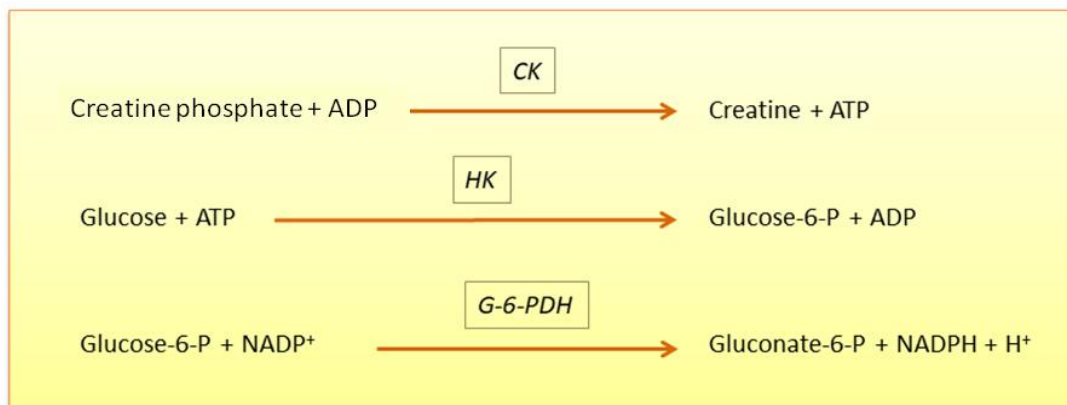 CK
Creatine phosphate + ADP Creatine + ATP
HK
Glucose + ATP Glucose-6-P + ADP
G-6-PDH
Glucose-6-P + NADP⁺ Gluconate-6-P + NADPH + H⁺